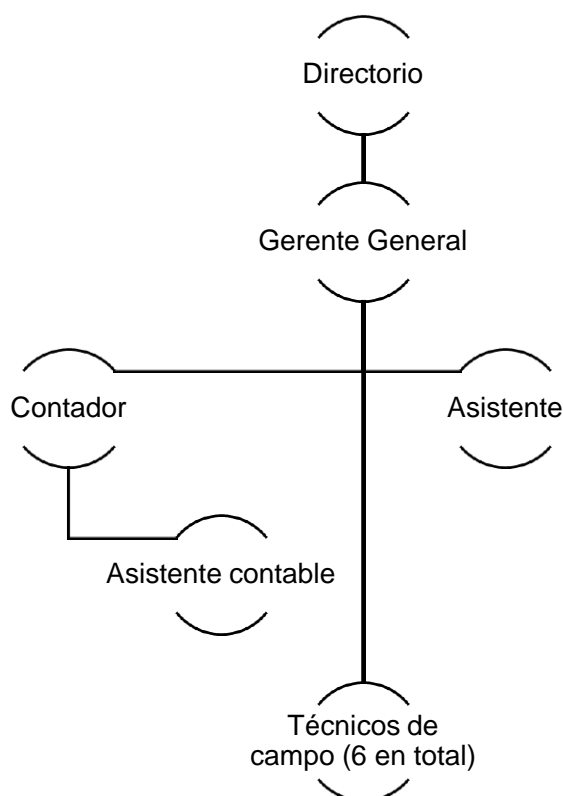 Directorio
Gerente General
Contador
Asistente
Asistente contable
Técnicos de
campo (6 en total)